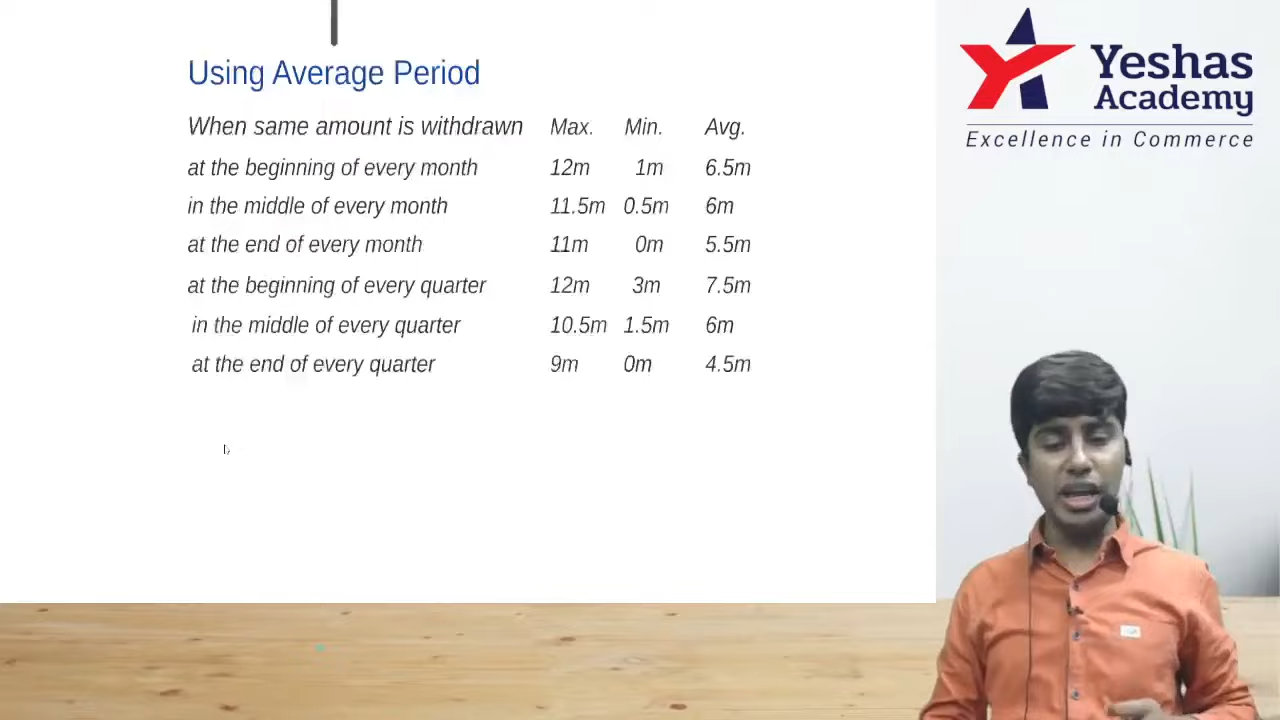 Using Average Period
When same amount is withdrawn Max. Min. Avg.
at the beginning of every month 12m 1m 6.5m
in the middle of every month 11.5m 0.5m 6m
at the end of every month 11m 0m 5.5m
at the beginning of every quarter 12m 3m 7.5m
in the middle of every quarter 10.5m 1.5m 6m
at the end of every quarter 9m 0m 4.5m
Yeshas
Academy
Excellence in Commerce